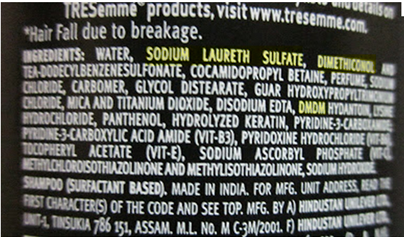 TRESemmé products, visit www.tresemme.com.
*Hair Fall due to breakage.
INGREDIENTS: WATER, SODIUM LAURETH SULFATE, DIMETHICONOL AND
TEA-DODECYLBENZENESULFONATE, COCAMIDOPROPYL BETAINE, PERFUME, SODIUM
CHLORIDE, CARBOMER, GLYCOL DISTEARATE, GUAR HYDROXYPROPYLTRIMONIUM
CHLORIDE, MICA AND TITANIUM DIOXIDE, DISODIUM EDTA, DMDM HYDANTOIN, LYSINE
HYDROCHLORIDE, PANTHENOL, HYDROLYZED KERATIN, PYRIDINE-3-CARBOXAMIDE
PYRIDINE-3-CARBOXYLIC ACID AMIDE (VIT-B3), PYRIDOXINE HYDROCHLORIDE (VIT-B6),
TOCOPHERYL ACETATE (VIT-E), SODIUM ASCORBYL PHOSPHATE (VIT-C),
METHYLCHLOROISOTHIAZOLINONE AND METHYLISOTHIAZOLINONE, SODIUM HYDROXIDE.
SHAMPOO (SURFACTANT BASED). MADE IN INDIA. FOR MFG. UNIT ADDRESS, READ THE
FIRST CHARACTER(S) OF THE CODE AND SEE TOP. MFG. BY A) HINDUSTAN UNILEVER LTD.
UNIT-1, TINSUKIA 786 151, ASSAM. M.L. No. M C-3M/2001. F) HINDUSTAN UNILEVER LTD.